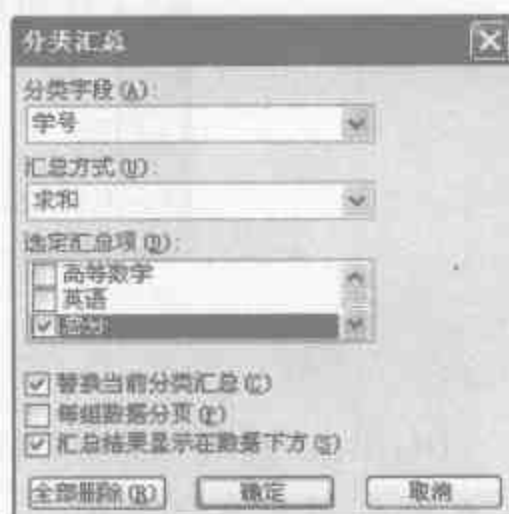 分类汇总
分类字段(A):
学号
汇总方式(U):
求和
选定汇总项(D):
高等数学
英语
替换当前分类汇总(C)
每组数据分页(P)
汇总结果显示在数据下方(S)
全部删除(R) 确定 取消